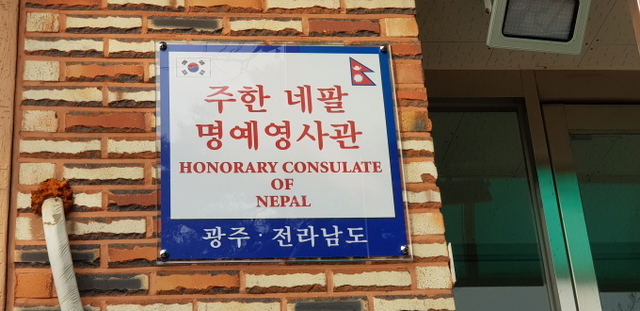 주한 네팔
명예영사관
HONORARY CONSULATE
OF
NEPAL
광주 · 전라남도